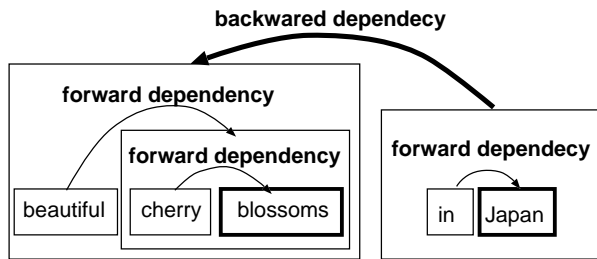 backwared dependecy
forward dependency
forward dependency
forward dependecy
beautiful cherry blossoms in Japan